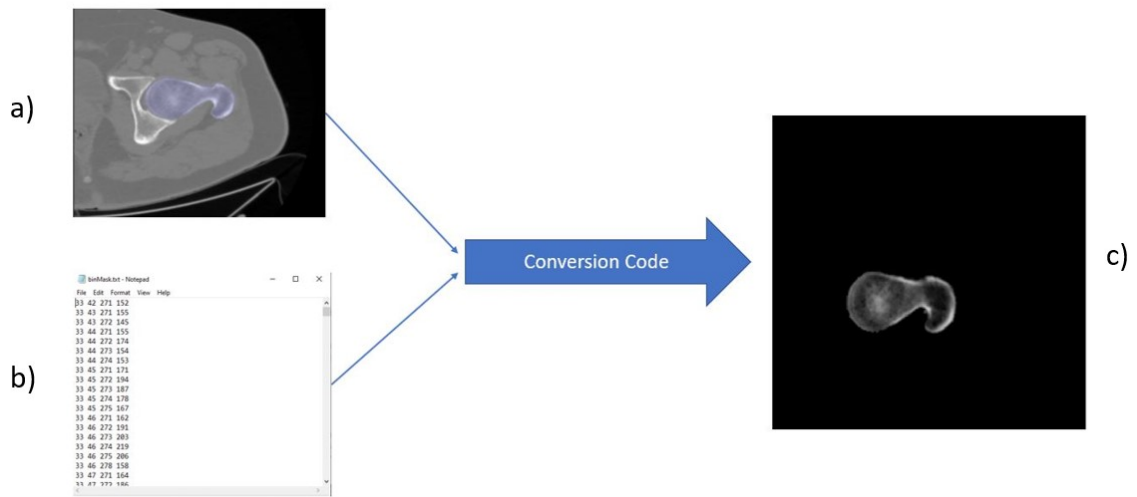 a)
binMask.txt - Notepad
File Edit Format View Help
33 42 271 152
33 43 271 155
33 43 272 145
33 44 271 155
33 44 272 174
33 44 273 154
33 44 274 153
33 45 271 171
33 45 272 194
33 45 273 187
33 45 274 178
33 45 275 167
33 46 271 162
33 46 272 191
33 46 273 203
33 46 274 219
33 46 275 206
33 46 278 158
33 47 271 164
33 47 272 186
b)
Conversion Code
c)